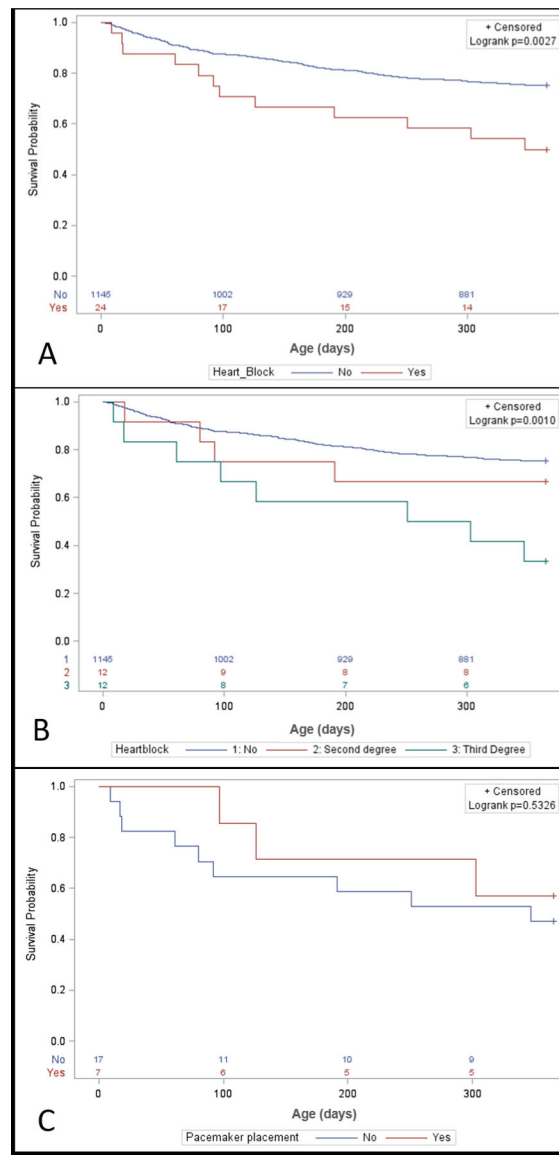 1.0
+ Censored
Logrank p=0.0027
0.8
0.6
Survival Probability
0.4
0.2
0.0
No 1145 1002 929 881
Yes 24 17 15 14
0 100 200 300
A
Age (days)
Heart_Block No Yes
1.0
+ Censored
Logrank p=0.0010
0.8
0.6
Survival Probability
0.4
0.2
0.0
1 1145 1002 929 881
2 12 9 8 8
3 12 8 7 6
0 100 200 300
B
Age (days)
Heartblock 1: No 2: Second degree 3: Third Degree
1.0
+ Censored
Logrank p=0.5326
0.8
0.6
Survival Probability
0.4
0.2
0.0
No 17 11 10 9
Yes 7 6 5 5
0 100 200 300
C
Age (days)
Pacemaker placement No Yes